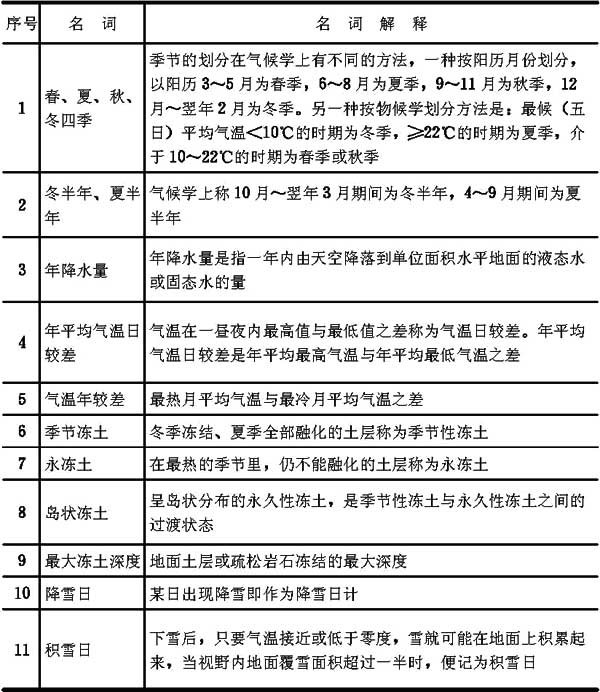 序号 名 词 名 词 解 释
1 春、夏、秋、冬四季
季节的划分在气候学上有不同的方法，一种按阳历月份划分，
以阳历3～5月为春季，6～8月为夏季，9～11月为秋季，12
月～翌年2月为冬季。另一种按物候学划分方法是：最候（五
日）平均气温＜10℃的时期为冬季，≥22℃的时期为夏季，介
于10～22℃的时期为春季或秋季
2 冬半年、夏半年
气候学上称10月～翌年3月期间为冬半年，4～9月期间为夏
半年
3 年降水量
年降水量是指一年内由天空降落到单位面积水平地面的液态水
或固态水的量
4 年平均气温日较差
气温在一昼夜内最高值与最低值之差称为气温日较差。年平均
气温日较差是年平均最高气温与年平均最低气温之差
5 气温年较差 最热月平均气温与最冷月平均气温之差
6 季节冻土 冬季冻结、夏季全部融化的土层称为季节性冻土
7 永冻土 在最热的季节里，仍不能融化的土层称为永冻土
8 岛状冻土
呈岛状分布的永久性冻土，是季节性冻土与永久性冻土之间的
过渡状态
9 最大冻土深度 地面土层或疏松岩石冻结的最大深度
10 降雪日 某日出现降雪即作为降雪日计
11 积雪日
下雪后，只要气温接近或低于零度，雪就可能在地面上积累起
来，当视野内地面覆雪面积超过一半时，便记为积雪日